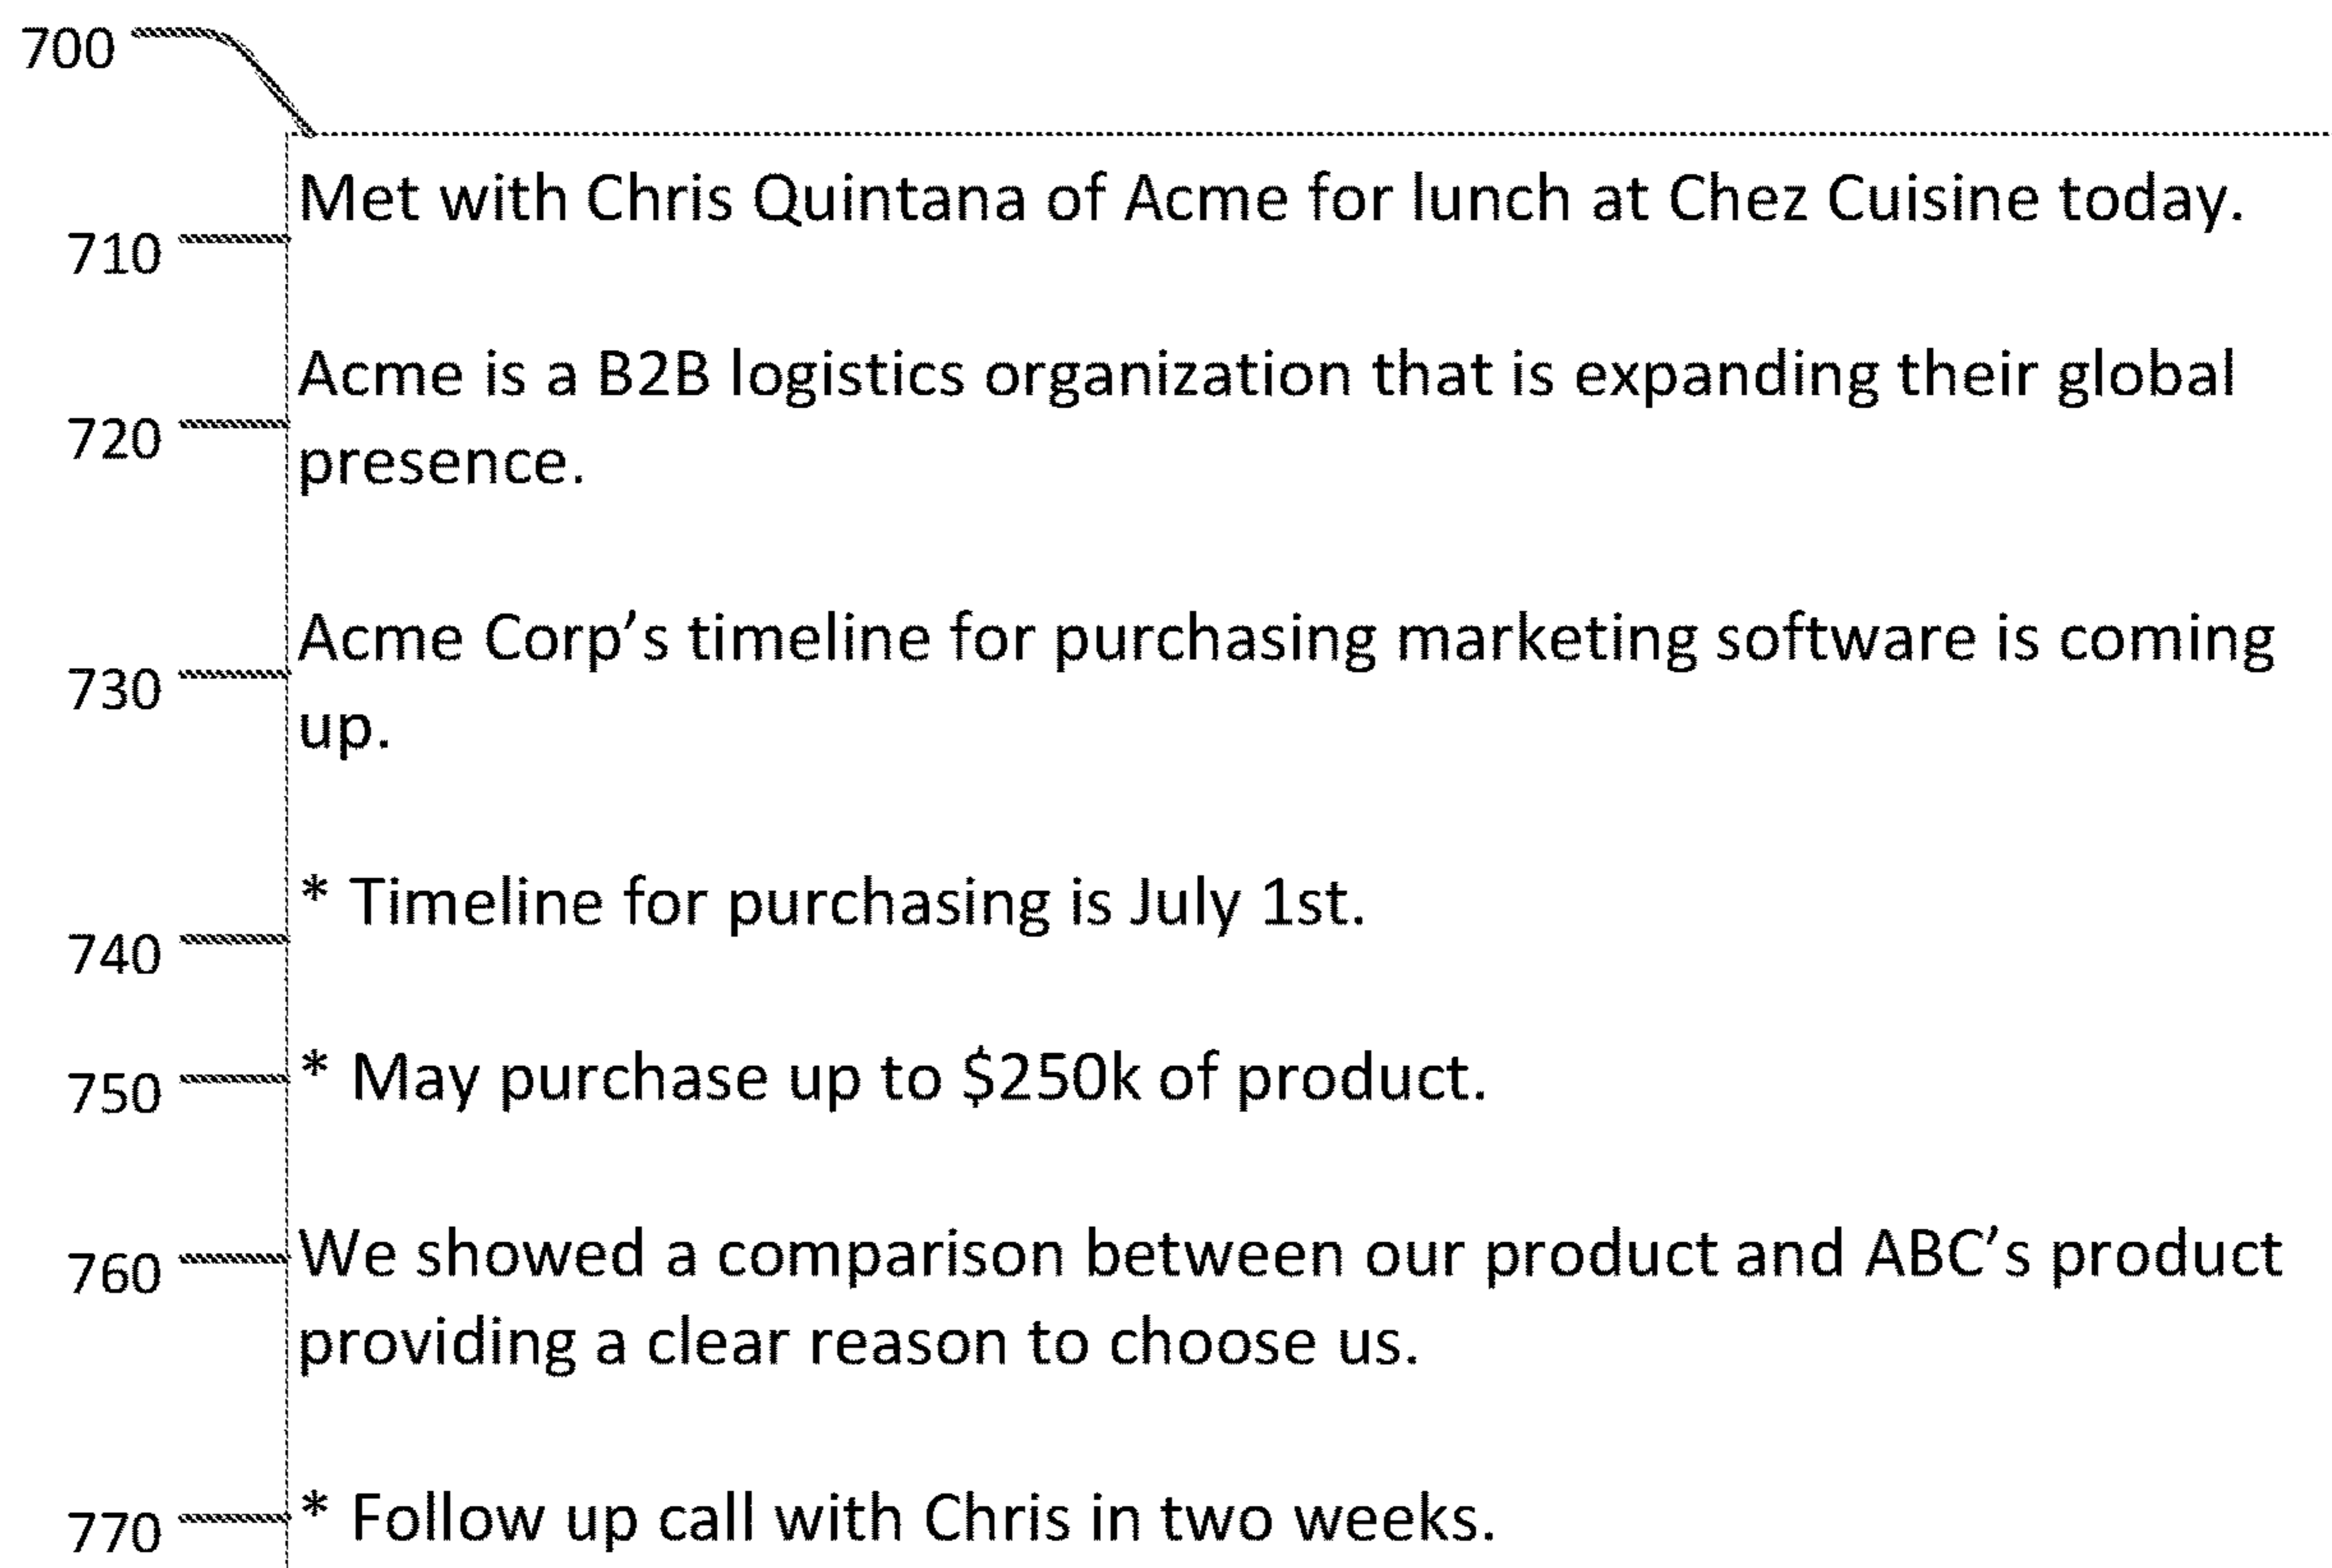 700
Met with Chris Quintana of Acme for lunch at Chez Cuisine today.
710
Acme is a B2B logistics organization that is expanding their global
720
presence.
Acme Corp’s timeline for purchasing marketing software is coming
730
up.
* Timeline for purchasing is July 1st.
740
* May purchase up to $250k of product.
750
We showed a comparison between our product and ABC’s product
760
providing a clear reason to choose us.
* Follow up call with Chris in two weeks.
770